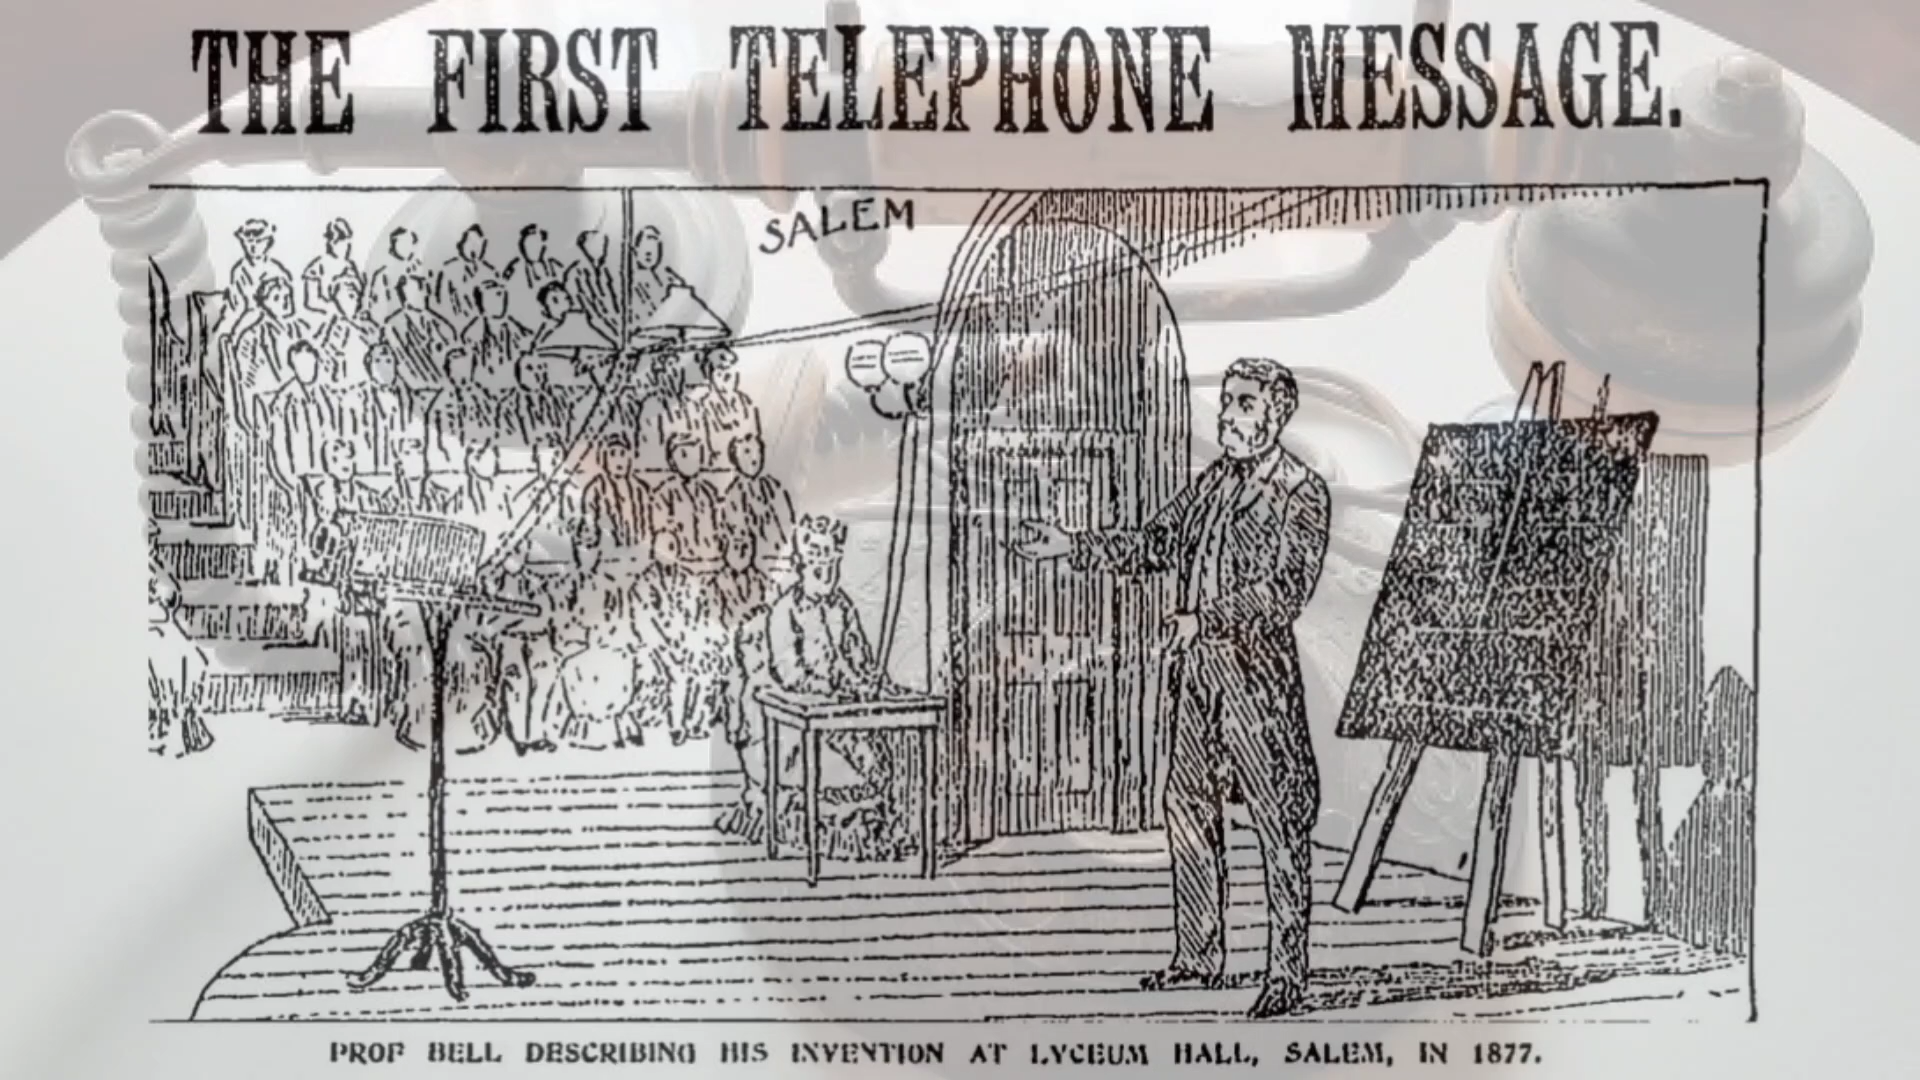 THE FIRST TELEPHONE MESSAGE.
SALEM
PROF BELL DESCRIBING HIS INVENTION AT LYCEUM HALL, SALEM, IN 1877.